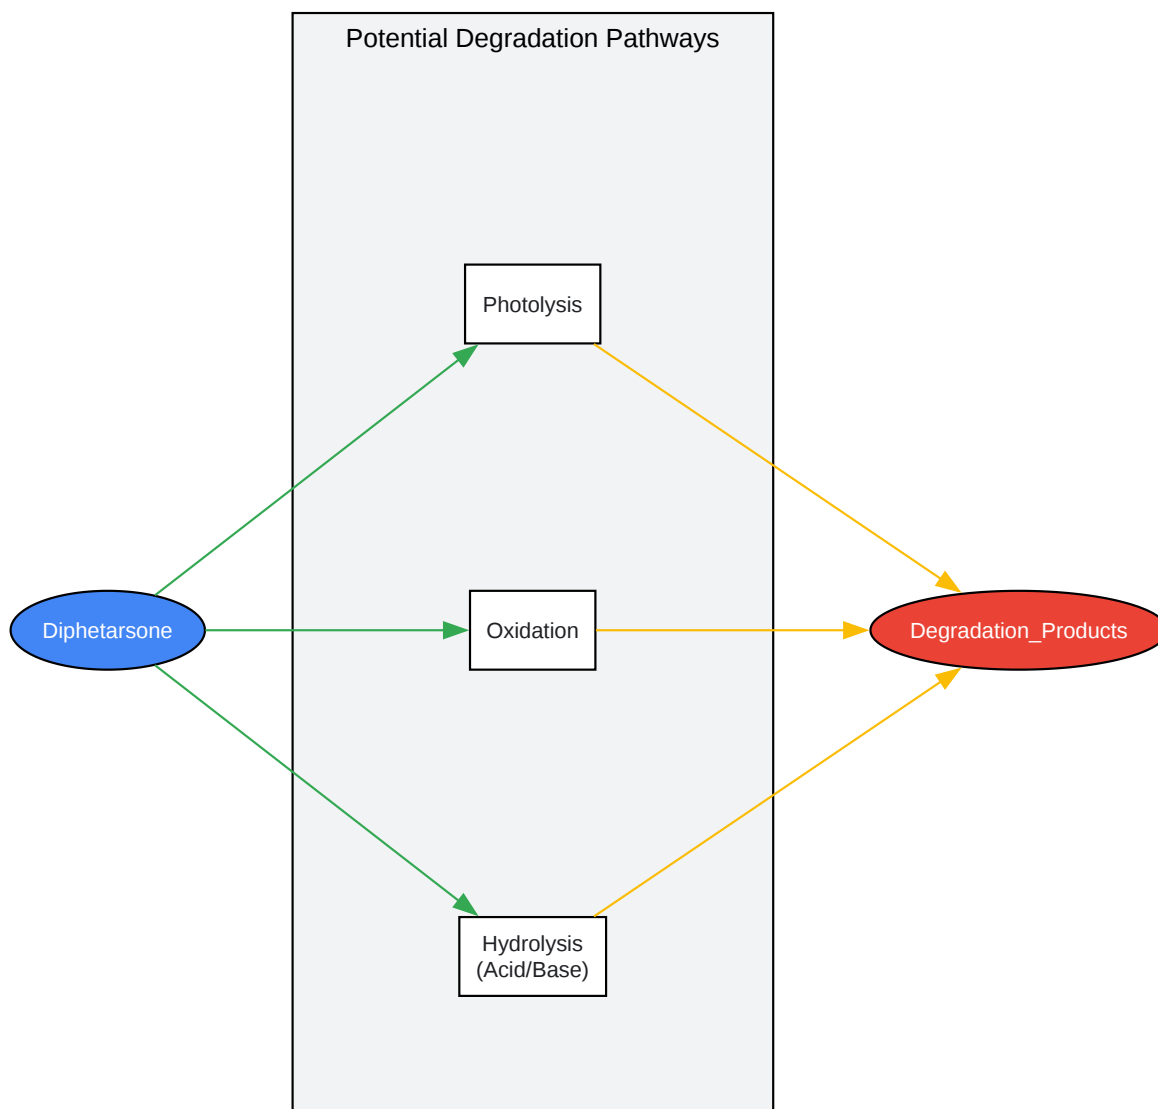 Potential Degradation Pathways
Photolysis
Diphetarsone
Oxidation
Degradation_Products
Hydrolysis
(Acid/Base)